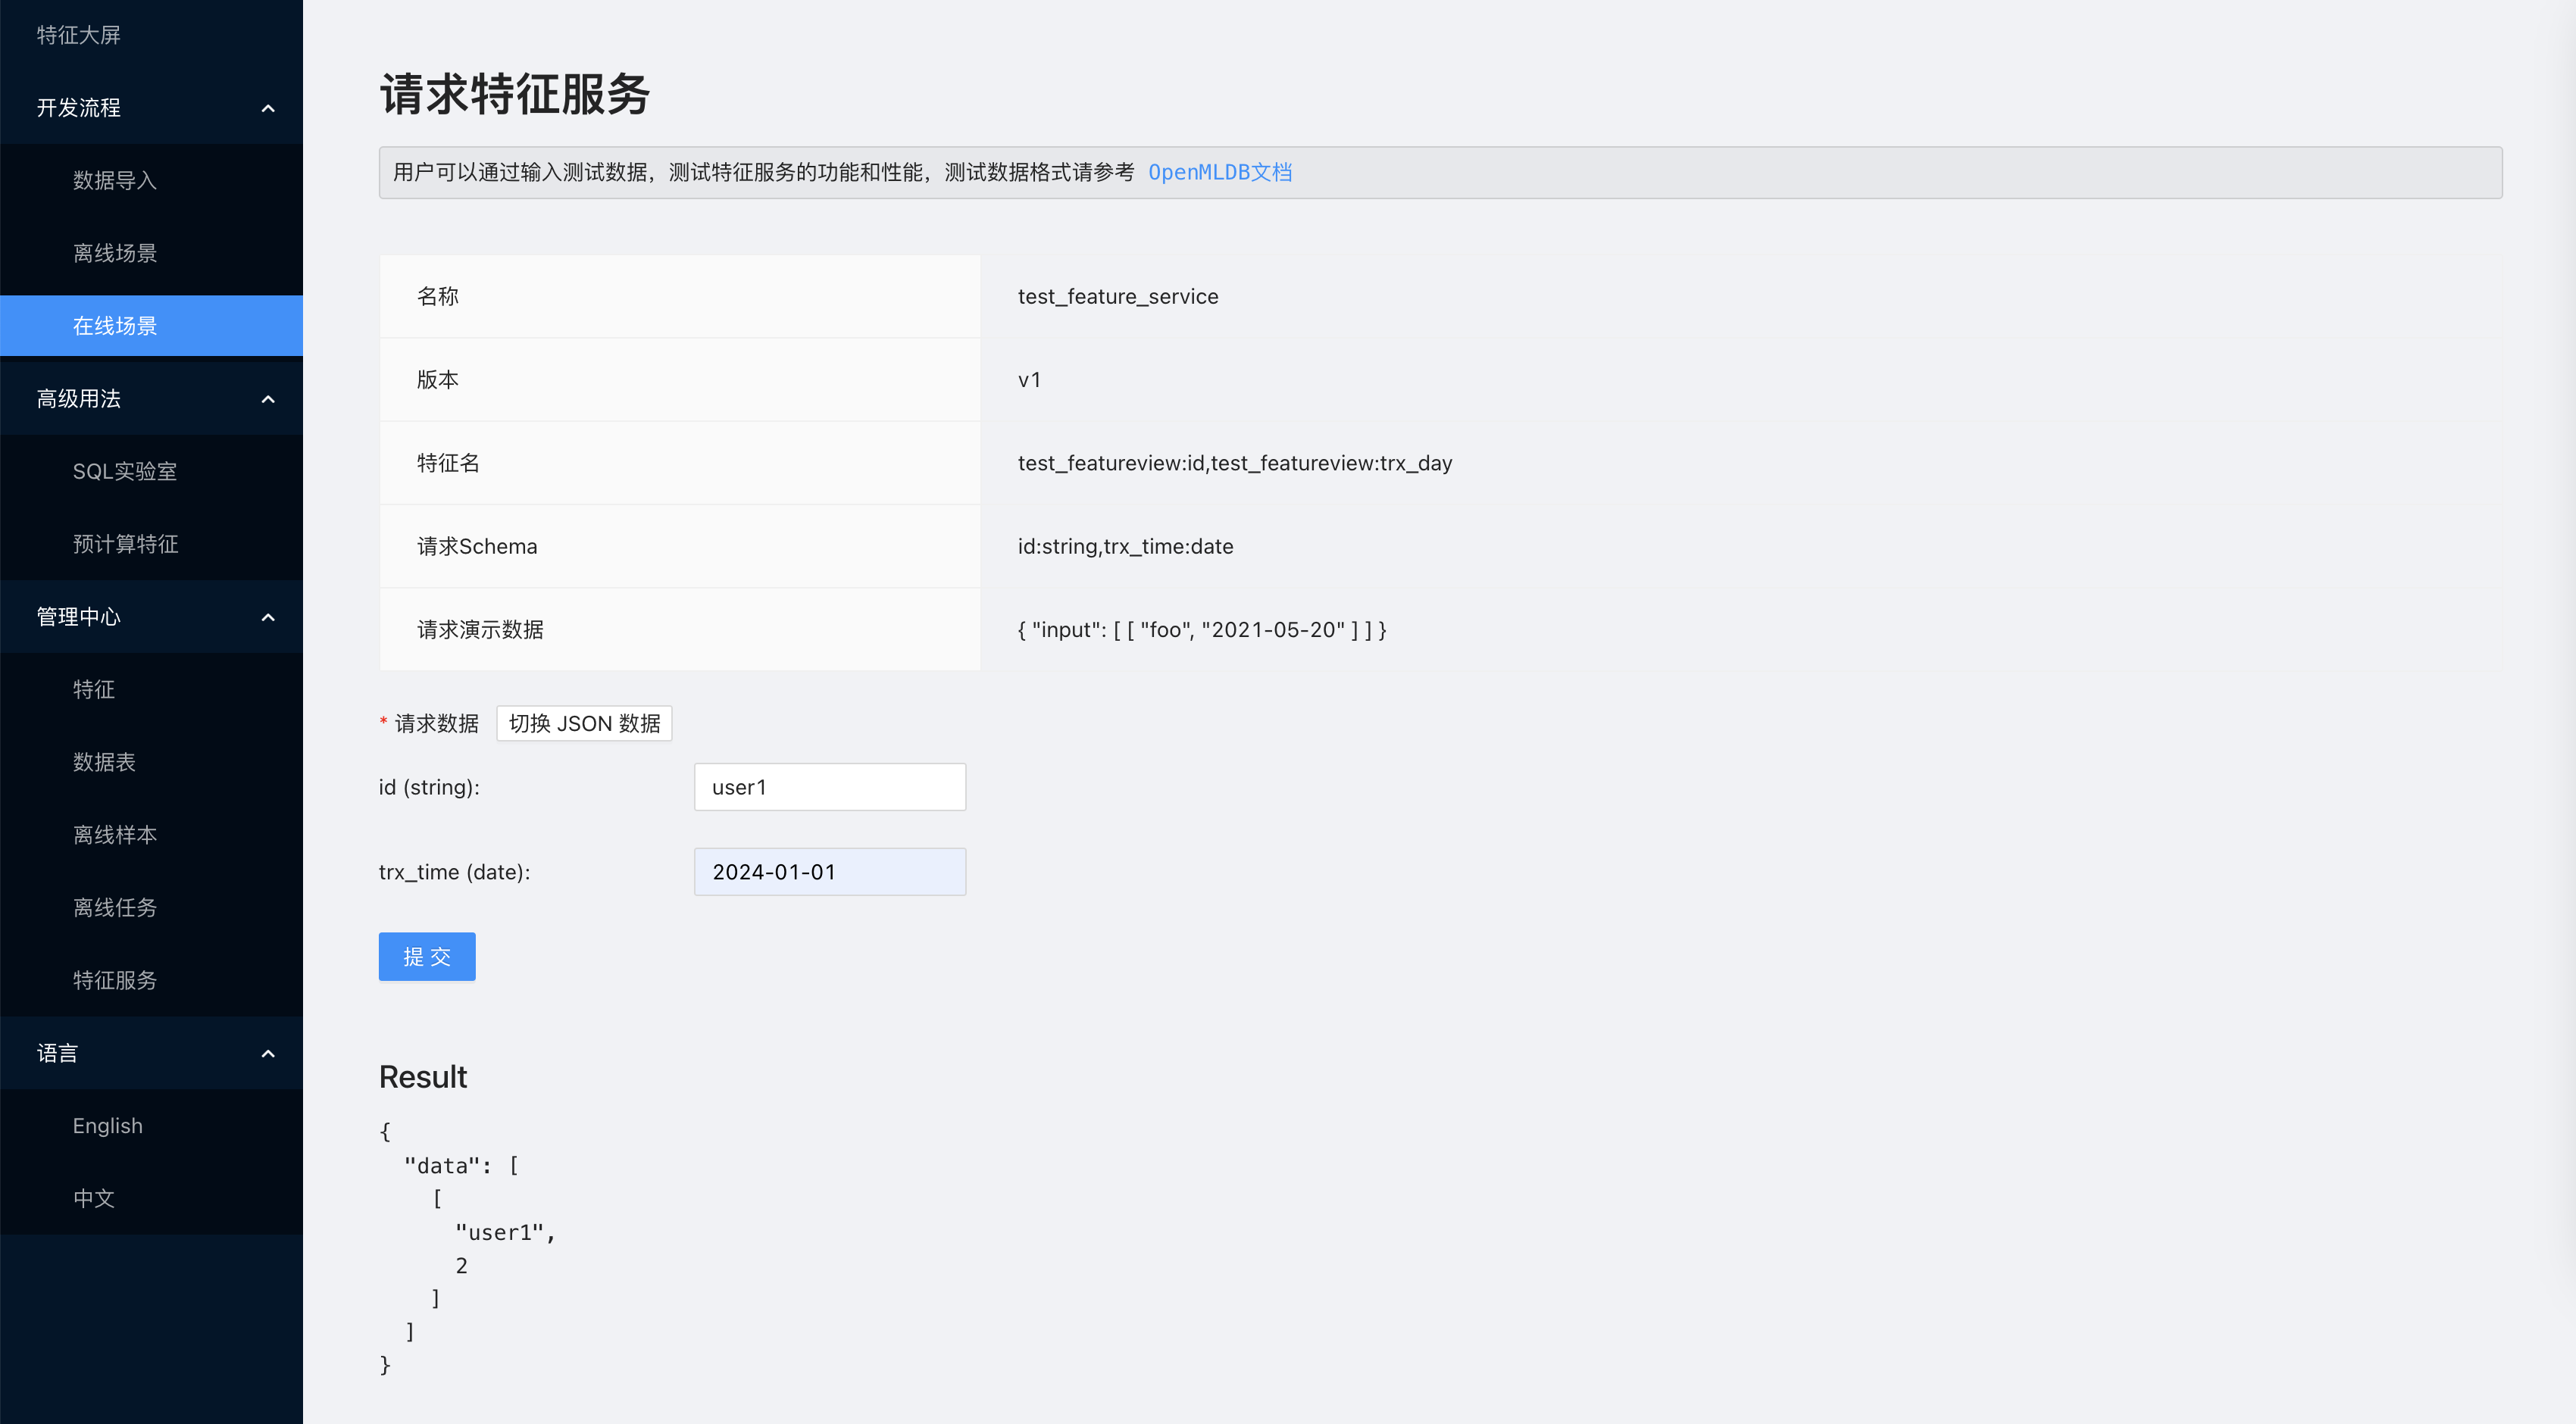 特征大屏
开发流程
数据导入
离线场景
在线场景
高级用法
SQL实验室
预计算特征
管理中心
特征
数据表
离线样本
离线任务
特征服务
语言
English
中文
请求特征服务
用户可以通过输入测试数据，测试特征服务的功能和性能，测试数据格式请参考 OpenMLDB文档
名称 test_feature_service
版本 v1
特征名 test_featureview:id,test_featureview:trx_day
请求Schema id:string,trx_time:date
请求演示数据 { "input": [ [ "foo", "2021-05-20" ] ] }
* 请求数据 切换 JSON 数据
id (string): user1
trx_time (date): 2024-01-01
提 交
Result
{
"data": [
[
"user1",
2
]
]
}